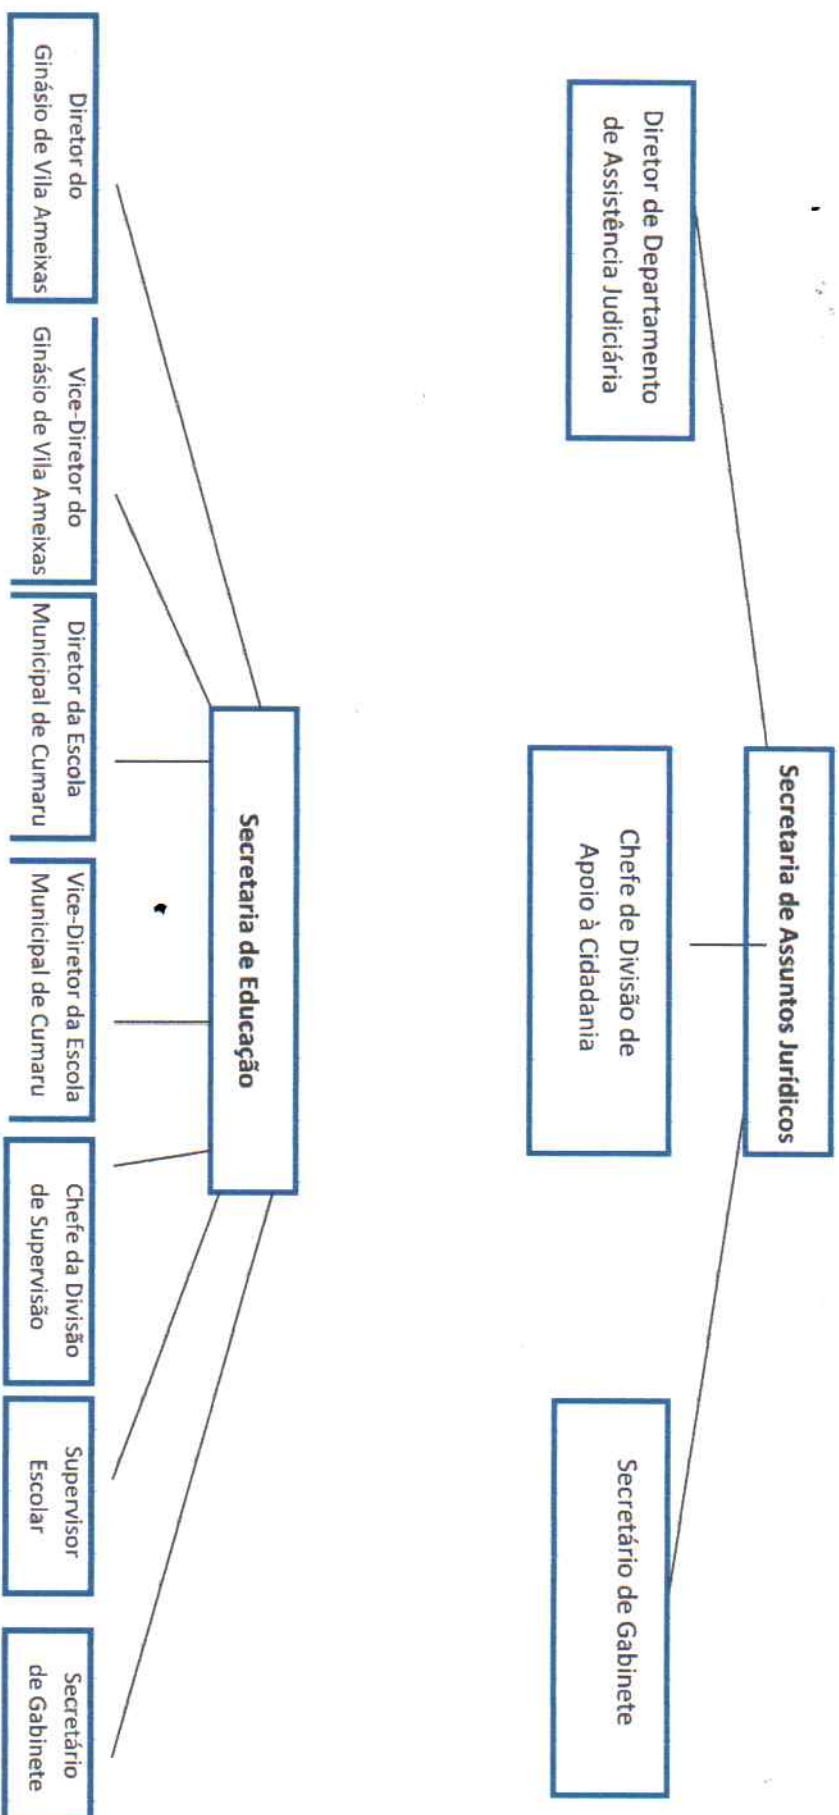 Secretaria de Assuntos Jurídicos
Diretor de Departamento
de Assistência Judiciária
Chefe de Divisão de
Apoio à Cidadania
Secretário de Gabinete
Secretaria de Educação
Diretor do
Ginásio de Vila Ameixas
Vice-Diretor do
Ginásio de Vila Ameixas
Diretor da Escola
Municipal de Cumaru
Vice-Diretor da Escola
Municipal de Cumaru
Chefe da Divisão
de Supervisão
Supervisor
Escolar
Secretário
de Gabinete